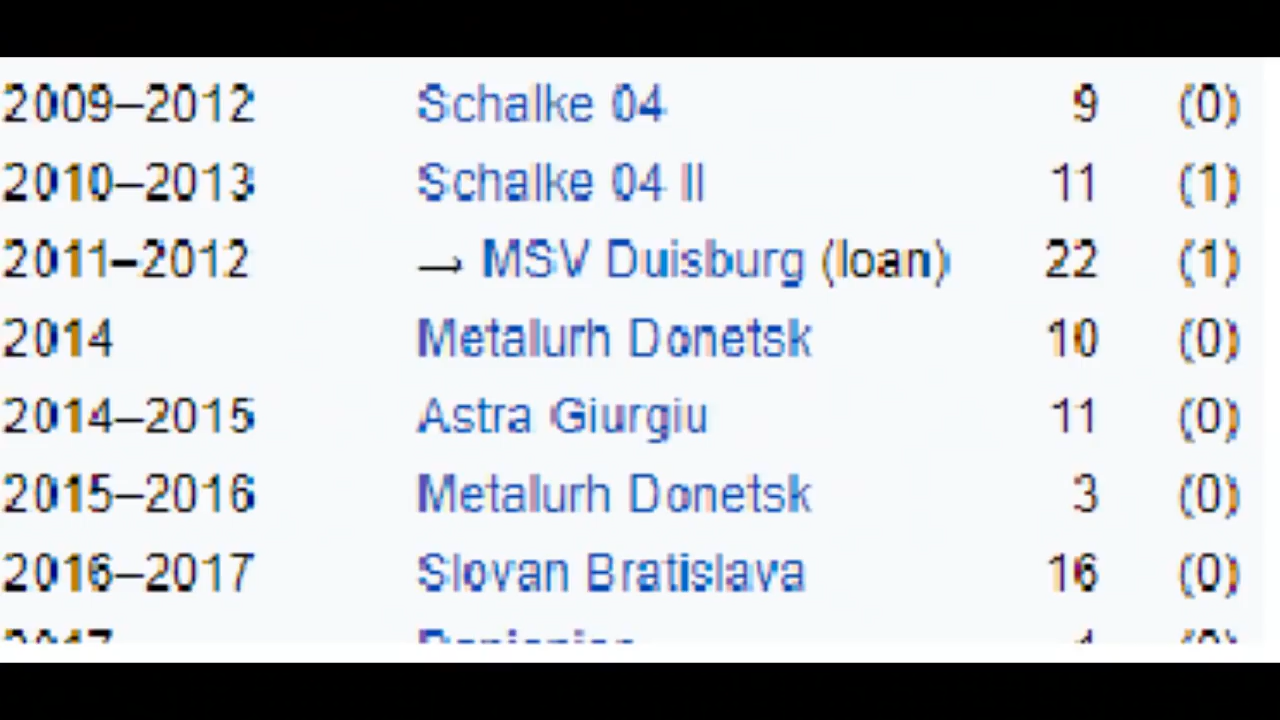 2009–2012 Schalke 04 9 (0)
2010–2013 Schalke 04 II 11 (1)
2011–2012 → MSV Duisburg (loan) 22 (1)
2014 Metalurh Donetsk 10 (0)
2014–2015 Astra Giurgiu 11 (0)
2015–2016 Metalurh Donetsk 3 (0)
2016–2017 Slovan Bratislava 16 (0)
2017